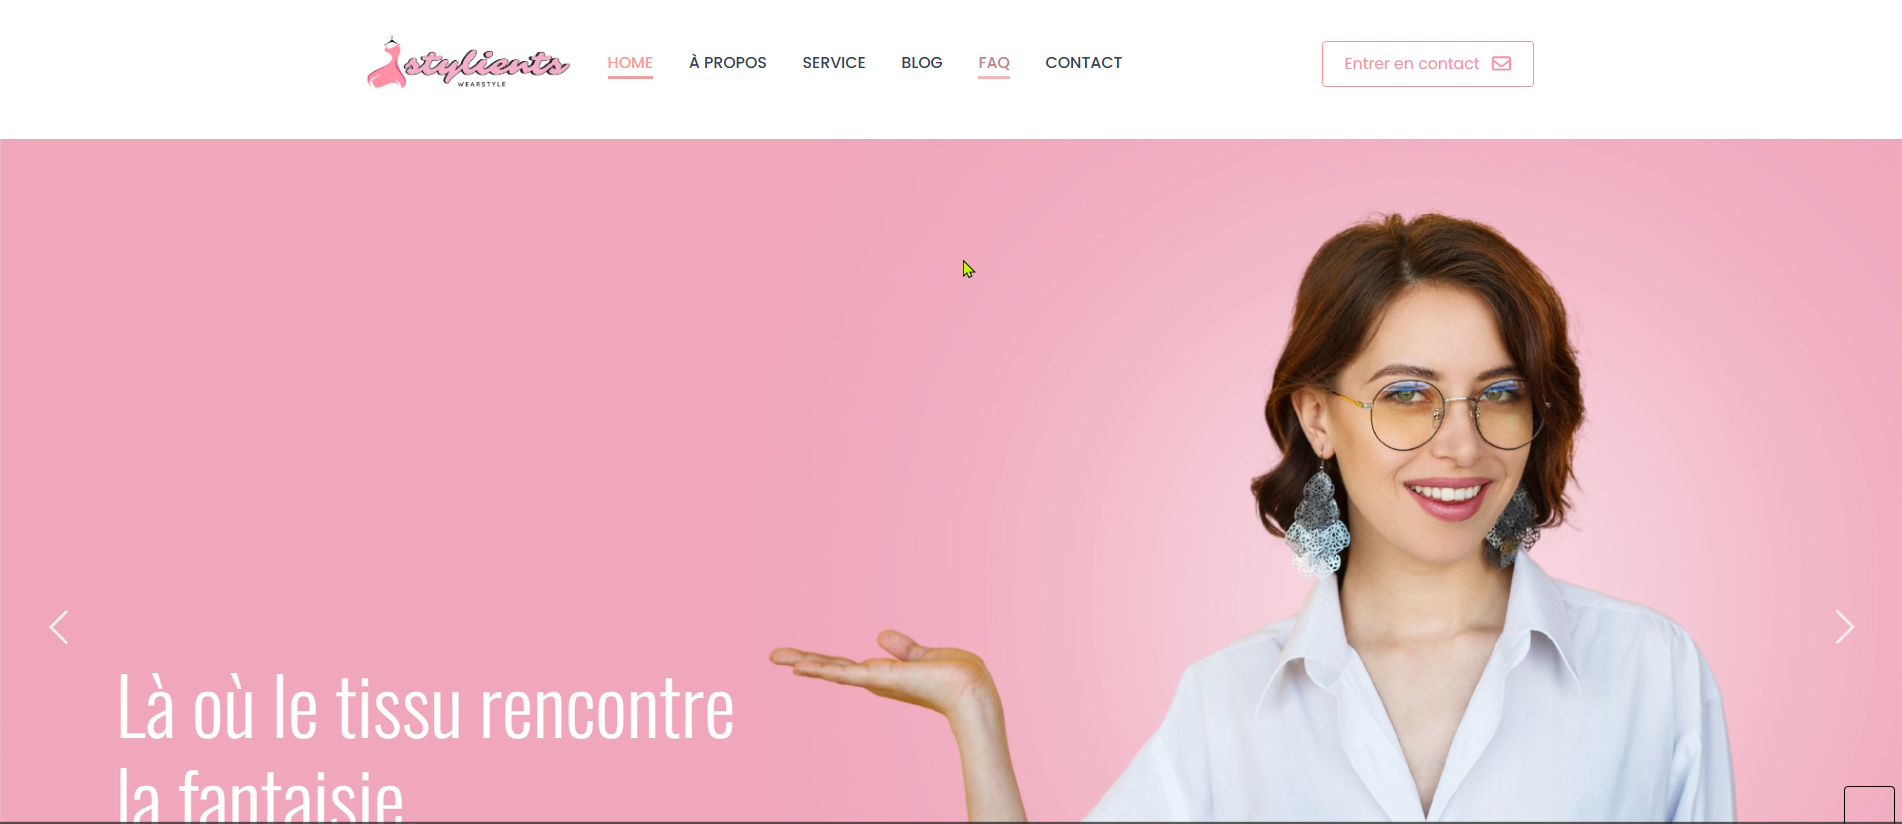 stylients
WEARSTYLE
HOME
À PROPOS
SERVICE
BLOG
FAQ
CONTACT
Entrer en contact
Là où le tissu rencontre
la fantaisie